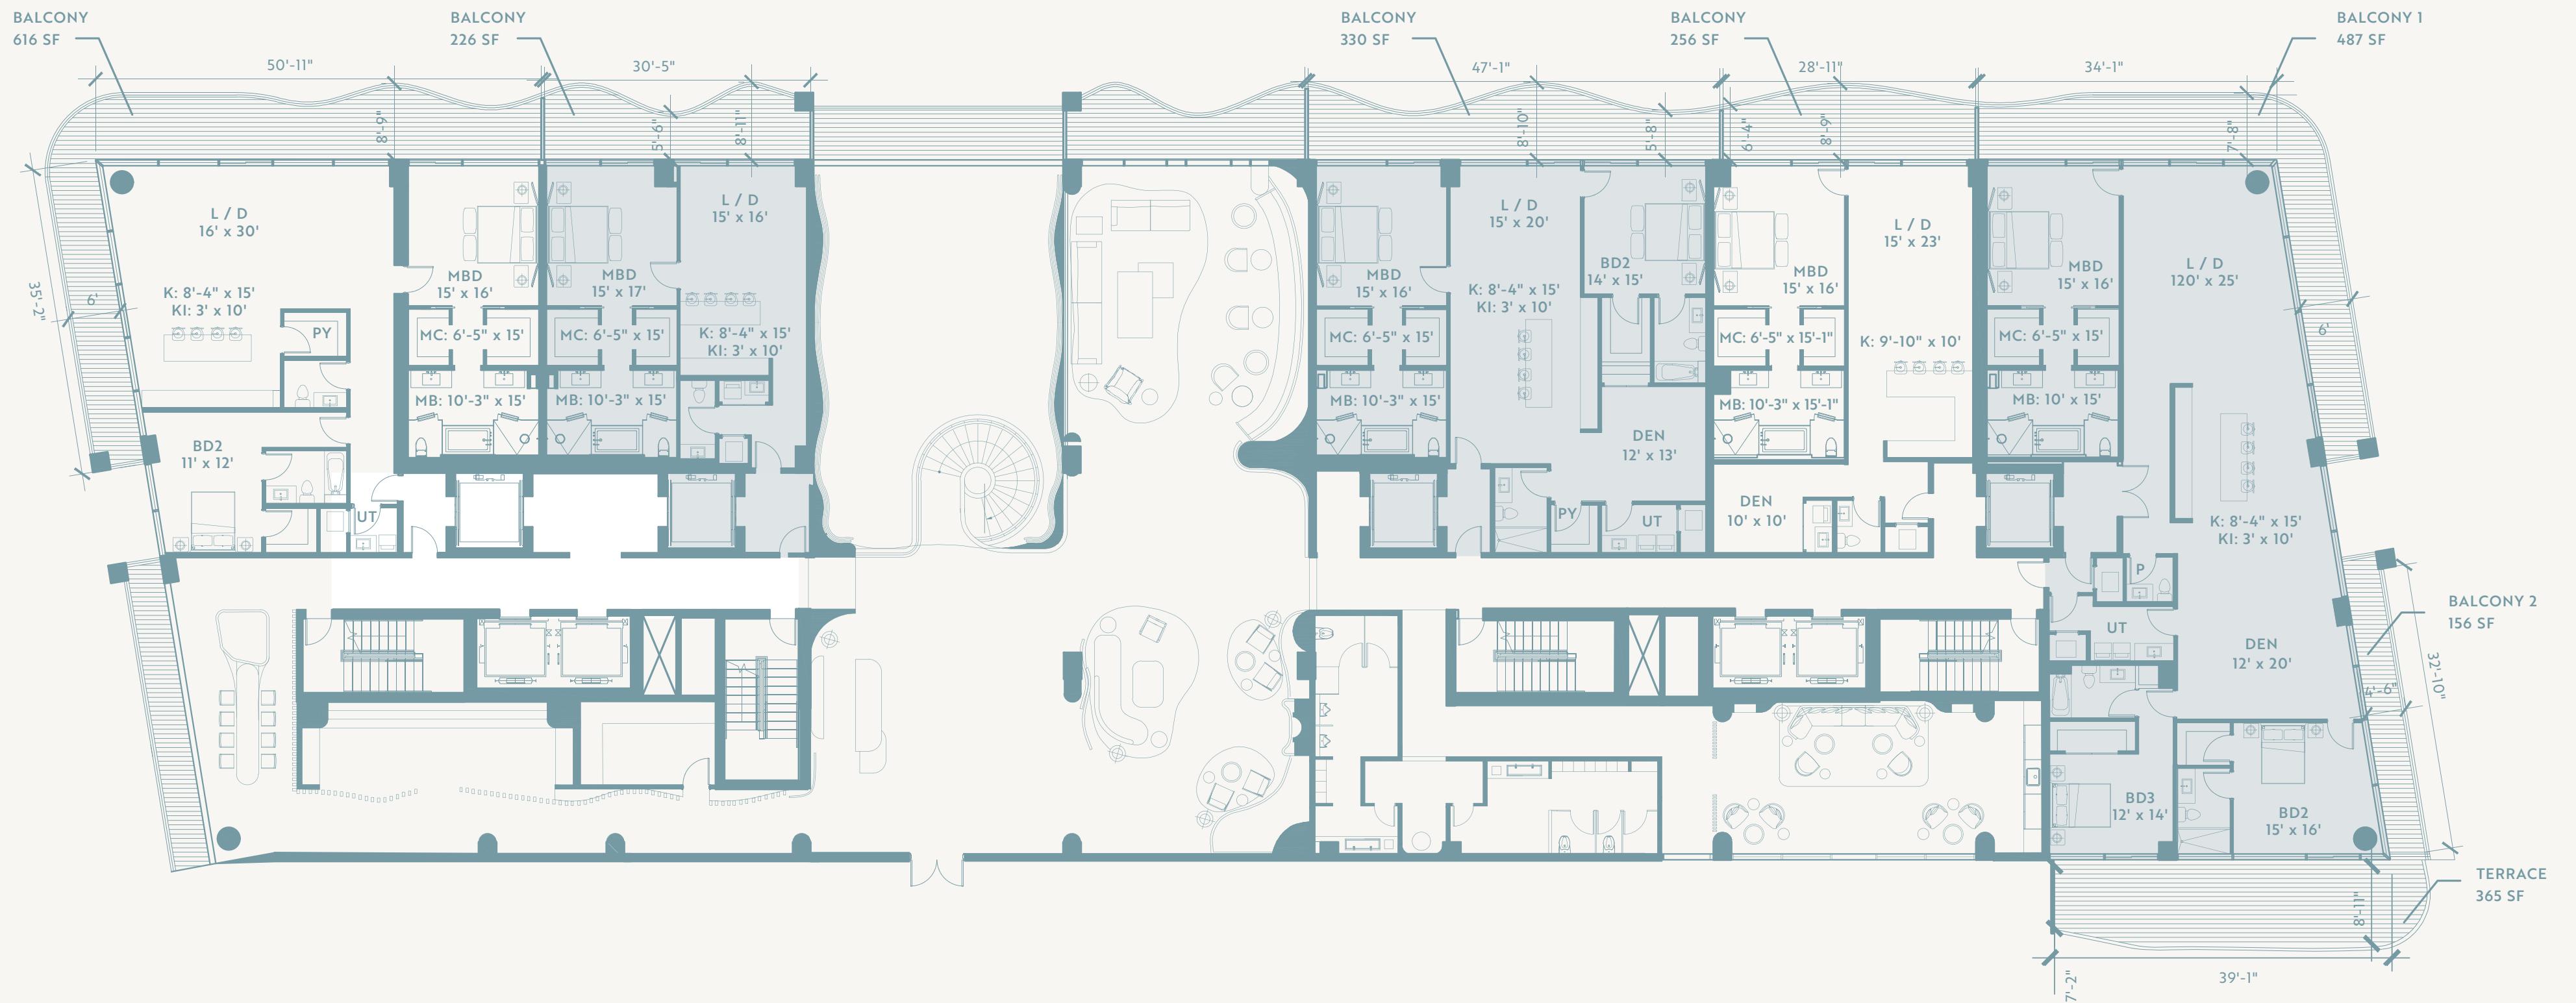 BALCONY
616 SF
BALCONY
226 SF
BALCONY
330 SF
BALCONY
256 SF
BALCONY 1
487 SF
50'-11"
30'-5"
47'-1"
28'-11"
34'-1"
8'-9"
5'-6"
8'-11"
8'-10"
5'-8"
6'-4"
8'-9"
7'-8"
35'-2"
6'
L / D
16' x 30'
K: 8'-4" x 15'
KI: 3' x 10'
PY
MBD
15' x 16'
MC: 6'-5" x 15'
MB: 10'-3" x 15'
BD2
11' x 12'
UT
MBD
15' x 17'
MC: 6'-5" x 15'
MB: 10'-3" x 15'
L / D
15' x 16'
K: 8'-4" x 15'
KI: 3' x 10'
MBD
15' x 16'
MC: 6'-5" x 15'
MB: 10'-3" x 15'
L / D
15' x 20'
K: 8'-4" x 15'
KI: 3' x 10'
BD2
14' x 15'
DEN
12' x 13'
PY
UT
MBD
15' x 16'
MC: 6'-5" x 15'-1"
MB: 10'-3" x 15'-1"
L / D
15' x 23'
K: 9'-10" x 10'
DEN
10' x 10'
MBD
15' x 16'
MC: 6'-5" x 15'
MB: 10' x 15'
L / D
120' x 25'
6'
K: 8'-4" x 15'
KI: 3' x 10'
P
UT
DEN
12' x 20'
4'-6"
32'-10"
BALCONY 2
156 SF
BD3
12' x 14'
BD2
15' x 16'
TERRACE
365 SF
8'-11"
7'-2"
39'-1"